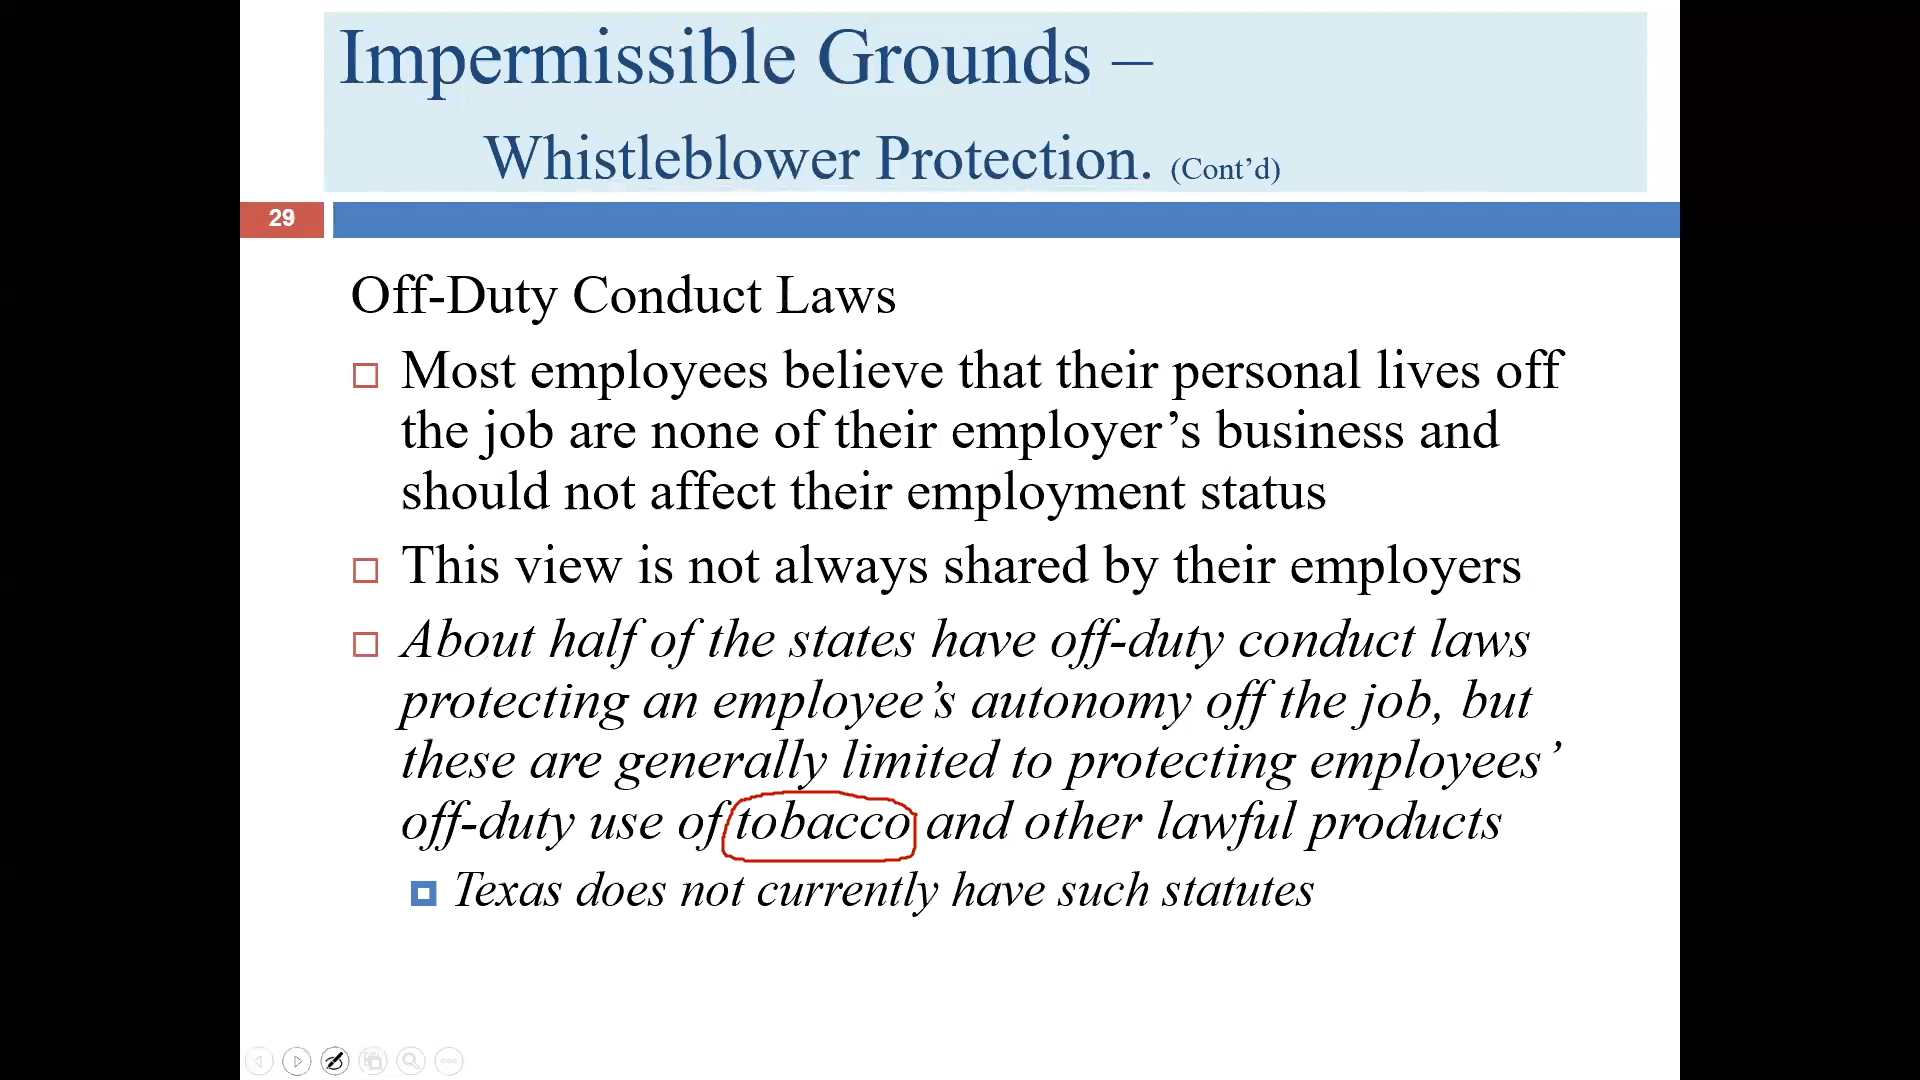 Impermissible Grounds –
Whistleblower Protection. (Cont’d)
29
Off-Duty Conduct Laws
Most employees believe that their personal lives off
the job are none of their employer’s business and
should not affect their employment status
This view is not always shared by their employers
About half of the states have off-duty conduct laws
protecting an employee’s autonomy off the job, but
these are generally limited to protecting employees’
off-duty use of tobacco and other lawful products
Texas does not currently have such statutes